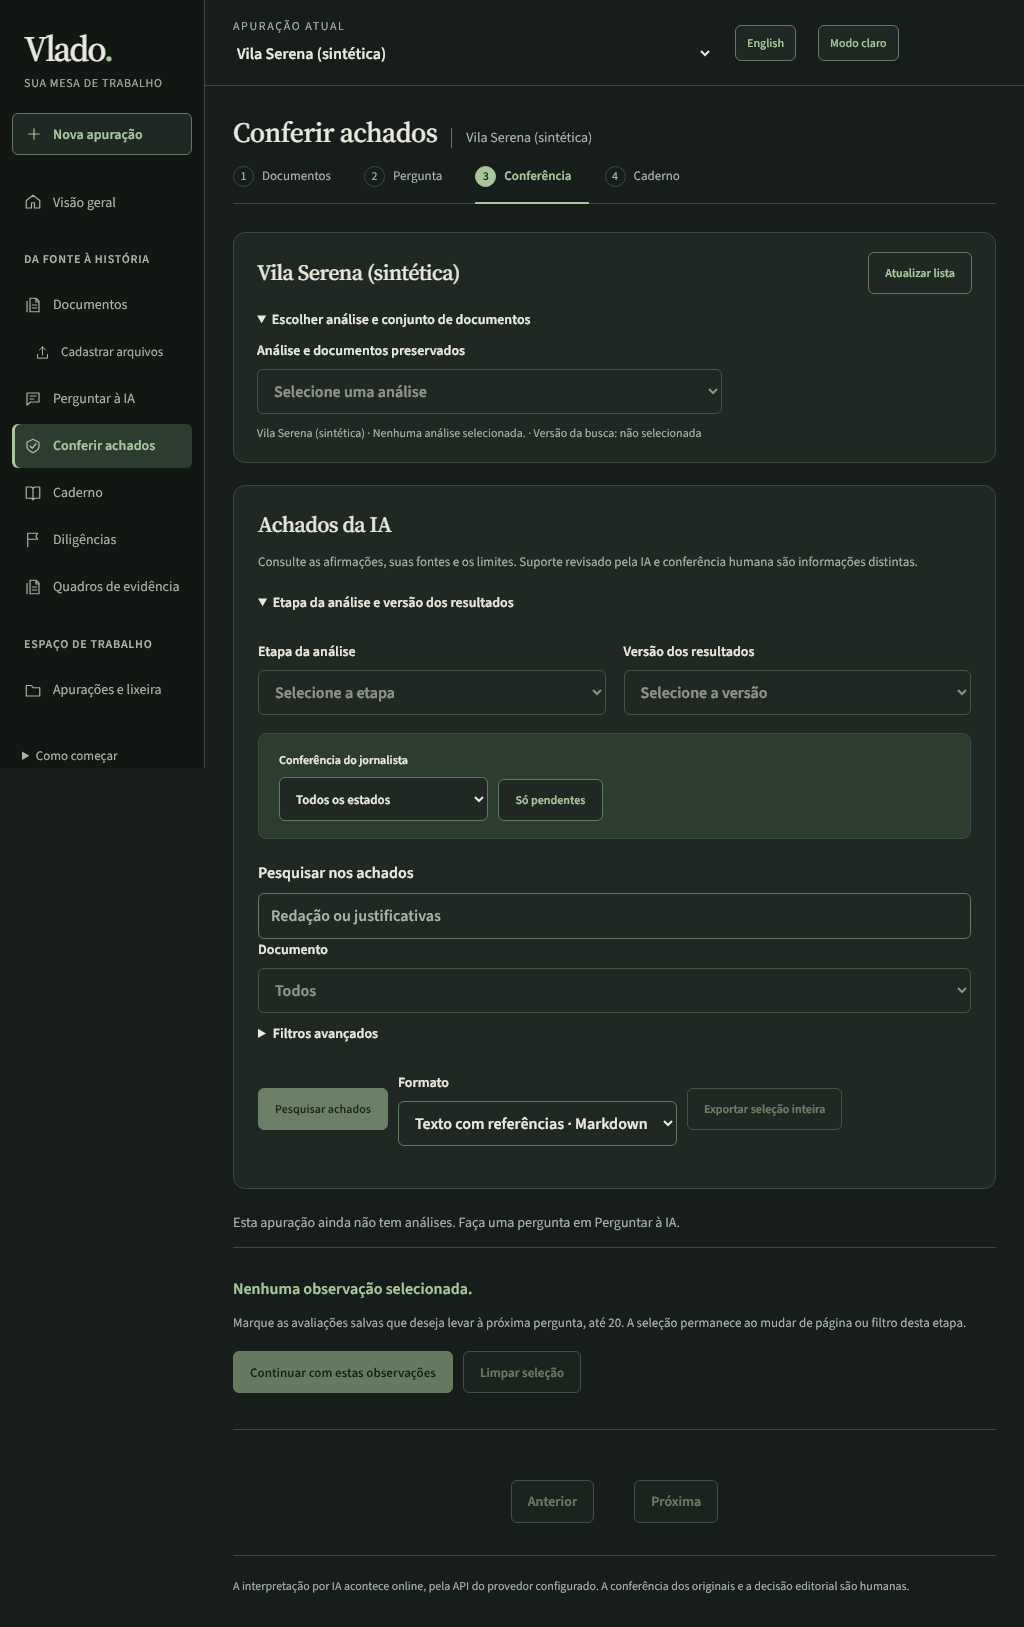 Vlado.
SUA MESA DE TRABALHO
Nova apuração
Visão geral
DA FONTE À HISTÓRIA
Documentos
Cadastrar arquivos
Perguntar à IA
Conferir achados
Caderno
Diligências
Quadros de evidência
ESPAÇO DE TRABALHO
Apurações e lixeira
Como começar
APURAÇÃO ATUAL
Vila Serena (sintética)
English
Modo claro
Conferir achados
Vila Serena (sintética)
1 Documentos
2 Pergunta
3 Conferência
4 Caderno
Vila Serena (sintética)
Atualizar lista
Escolher análise e conjunto de documentos
Análise e documentos preservados
Selecione uma análise
Vila Serena (sintética) · Nenhuma análise selecionada. · Versão da busca: não selecionada
Achados da IA
Consulte as afirmações, suas fontes e os limites. Suporte revisado pela IA e conferência humana são informações distintas.
Etapa da análise e versão dos resultados
Etapa da análise
Versão dos resultados
Selecione a etapa
Selecione a versão
Conferência do jornalista
Todos os estados
Só pendentes
Pesquisar nos achados
Redação ou justificativas
Documento
Todos
Filtros avançados
Formato
Pesquisar achados
Texto com referências · Markdown
Exportar seleção inteira
Esta apuração ainda não tem análises. Faça uma pergunta em Perguntar à IA.
Nenhuma observação selecionada.
Marque as avaliações salvas que deseja levar à próxima pergunta, até 20. A seleção permanece ao mudar de página ou filtro desta etapa.
Continuar com estas observações
Limpar seleção
Anterior
Próxima
A interpretação por IA acontece online, pela API do provedor configurado. A conferência dos originais e a decisão editorial são humanas.